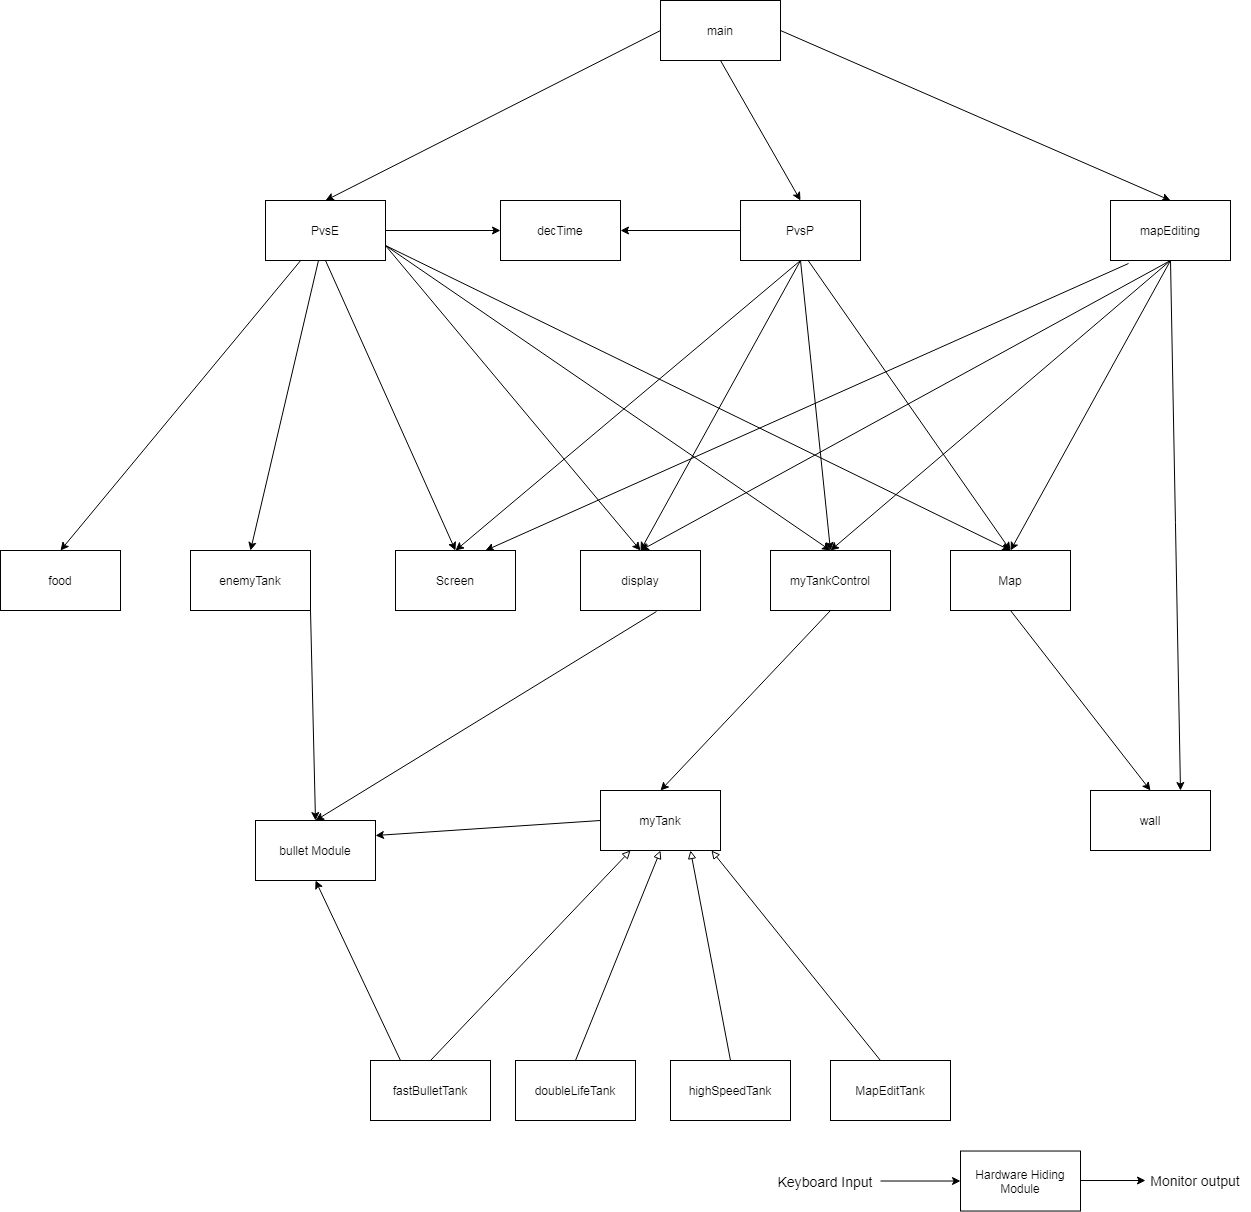 main
PvsE
decTime
PvsP
mapEditing
food
enemyTank
Screen
display
myTankControl
Map
bullet Module
myTank
wall
fastBulletTank
doubleLifeTank
highSpeedTank
MapEditTank
Keyboard Input
Hardware Hiding
Module
Monitor output